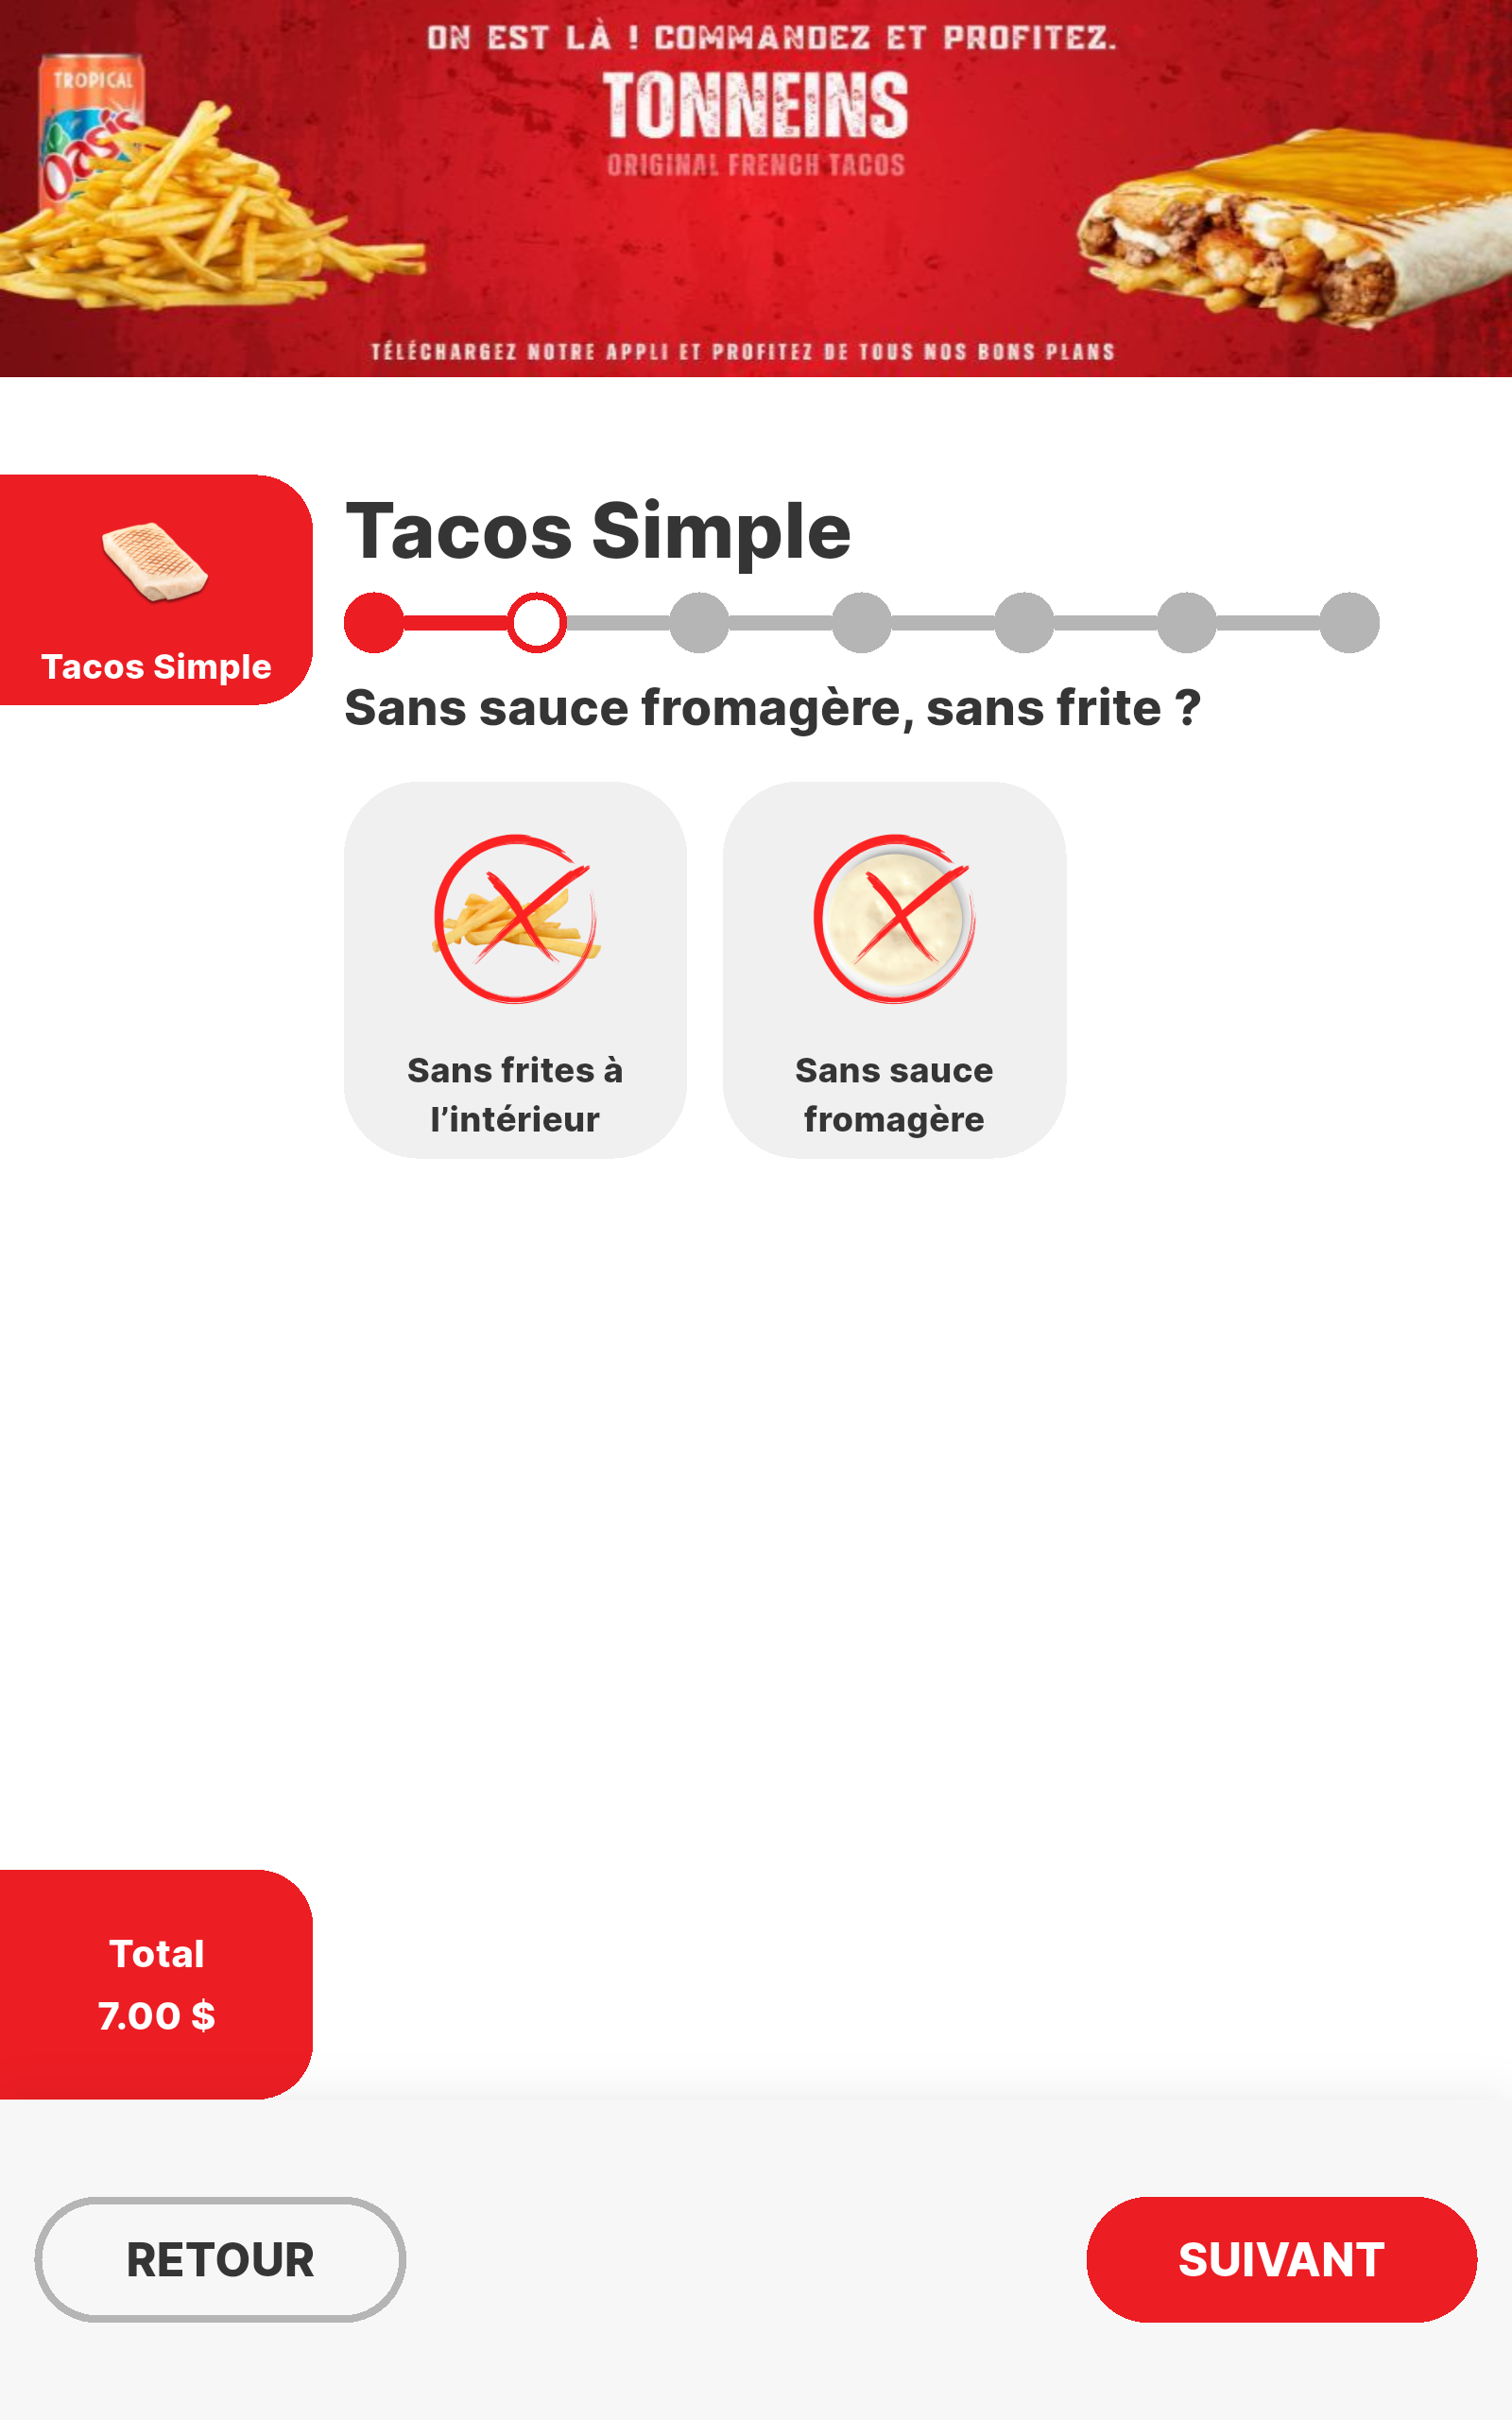 ON EST LÀ ! COMMANDEZ ET PROFITEZ.
TROPICAL
Oasis
TONNEINS
ORIGINAL FRENCH TACOS
TÉLÉCHARGEZ NOTRE APPLI ET PROFITEZ DE TOUS NOS BONS PLANS
Tacos Simple
Tacos Simple
Sans sauce fromagère, sans frite ?
Sans frites à
l’intérieur
Sans sauce
fromagère
Total
7.00 $
RETOUR
SUIVANT